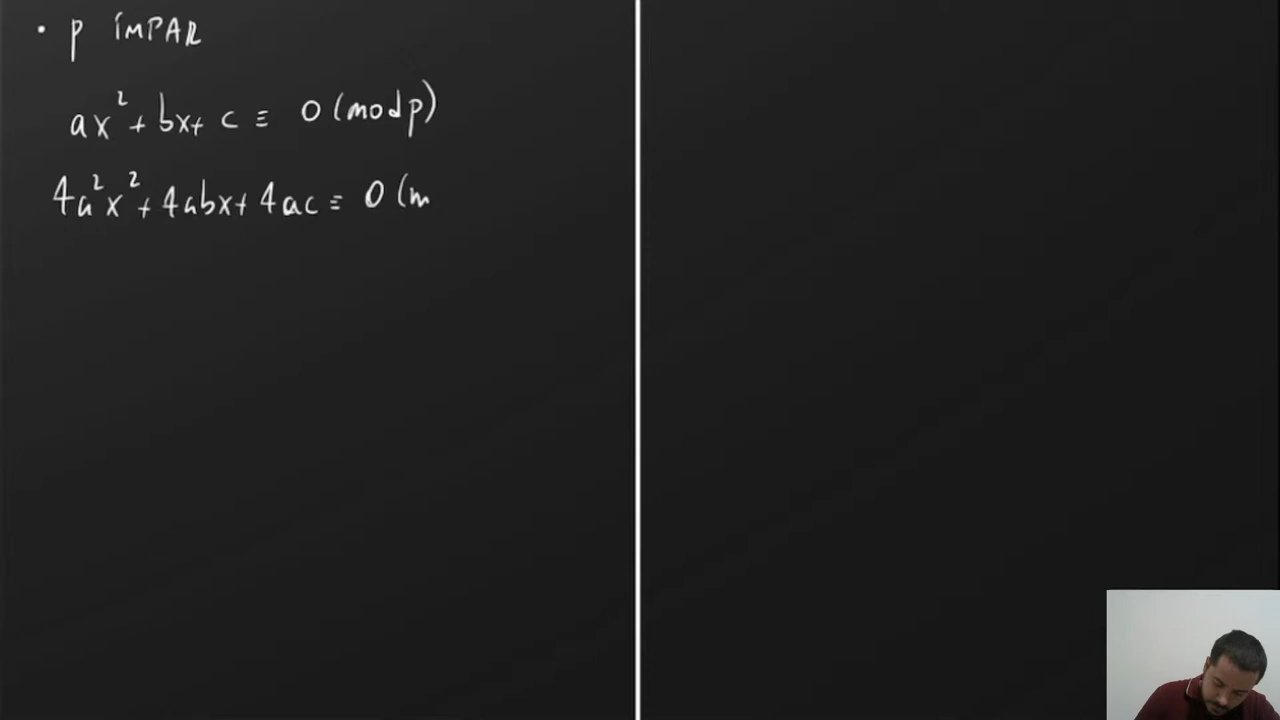 • p ÍMPAR
ax² + bx + c ≡ 0 (mod p)
4a²x² + 4abx + 4ac ≡ 0 (m